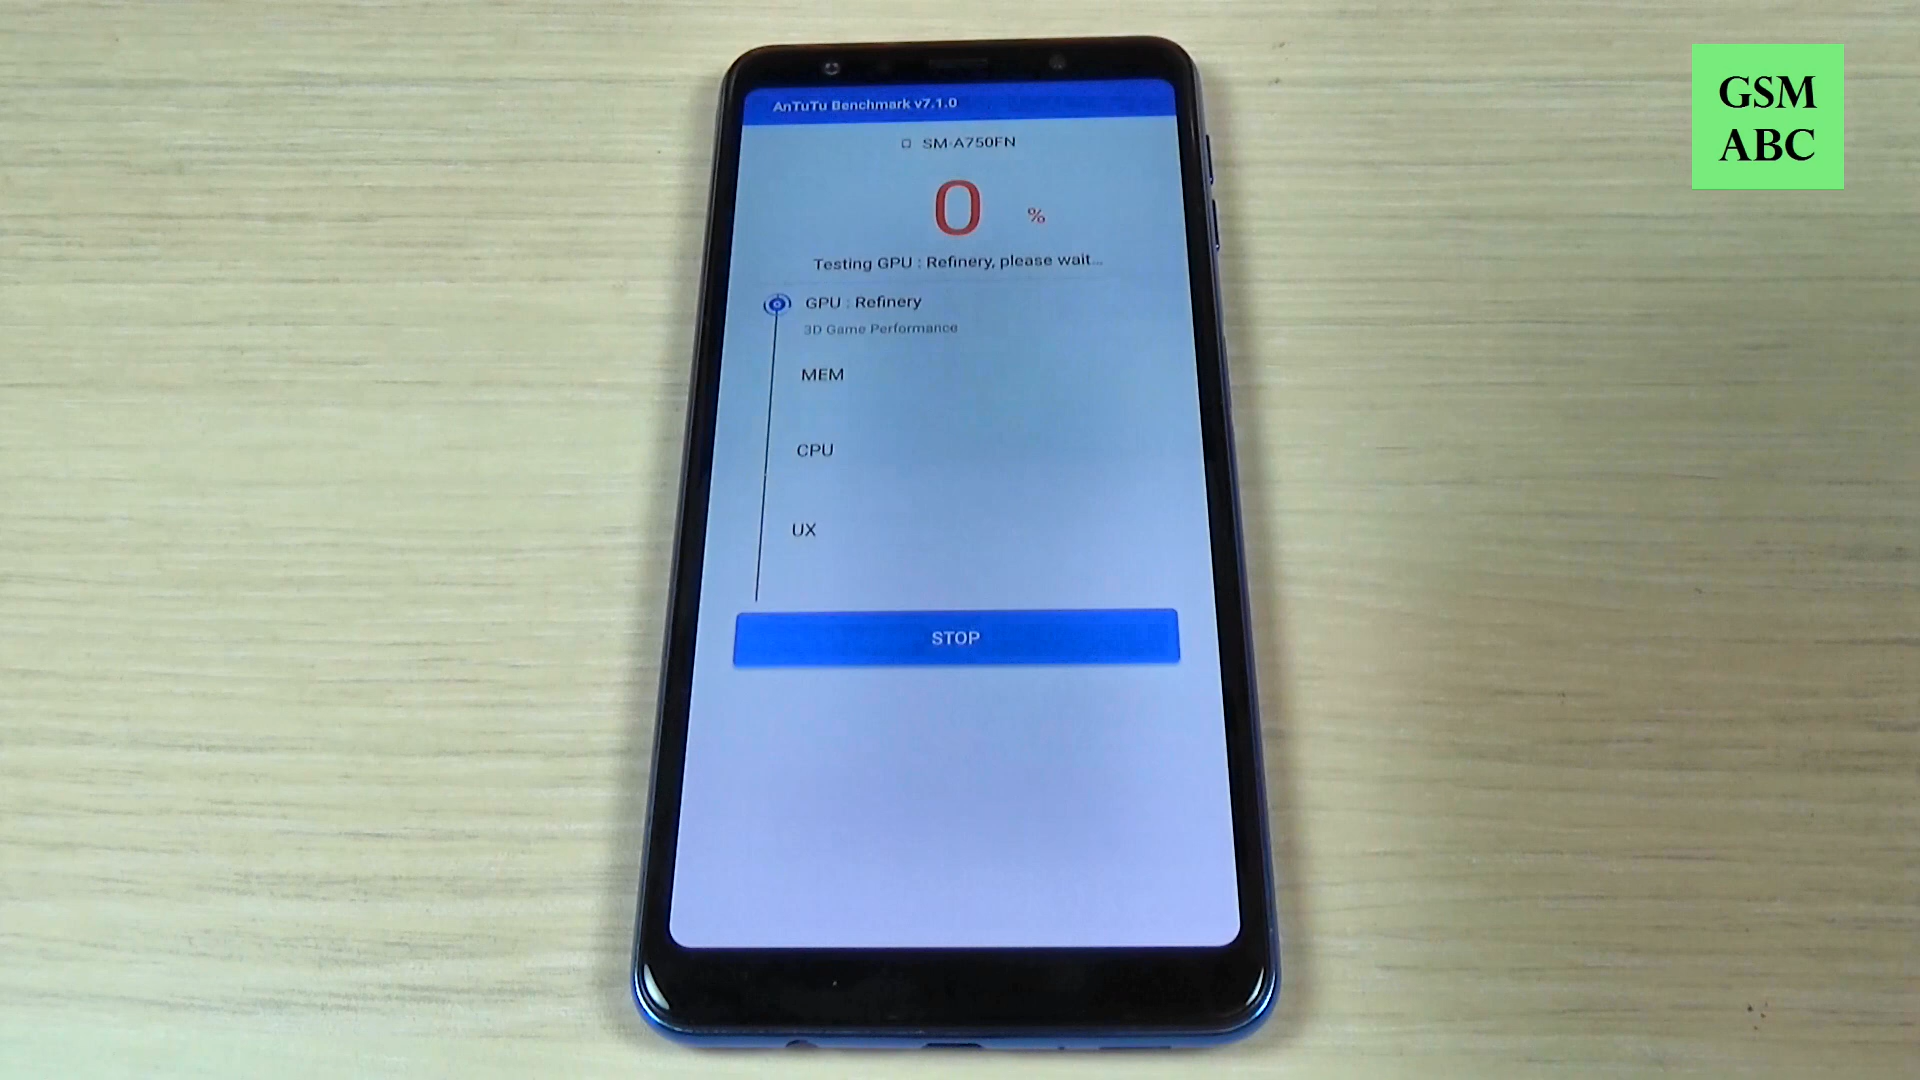 AnTuTu Benchmark v7.1.0
SM-A750FN
0 %
Testing GPU : Refinery, please wait...
GPU : Refinery
3D Game Performance
MEM
CPU
UX
STOP
GSM
ABC